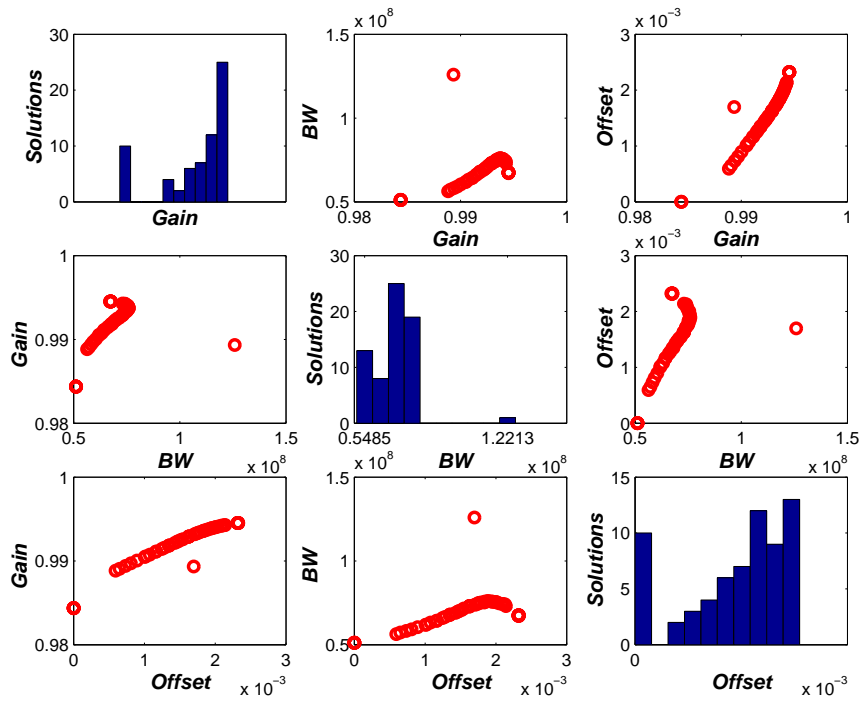 30
20
10
0
Solutions
Gain
x 10^8
1.5
1
0.5
BW
0.98 0.99 1
Gain
x 10^-3
3
2
1
0
Offset
0.98 0.99 1
Gain
1
0.99
0.98
Gain
0.5 1 1.5
BW
x 10^8
30
20
10
0
Solutions
0.5485 1.2213
BW
x 10^-3
3
2
1
0
Offset
0.5 1 1.5
BW
x 10^8
1
0.99
0.98
Gain
0 1 2 3
Offset
x 10^-3
x 10^8
1.5
1
0.5
BW
0 1 2 3
Offset
x 10^-3
15
10
5
0
Solutions
0
Offset